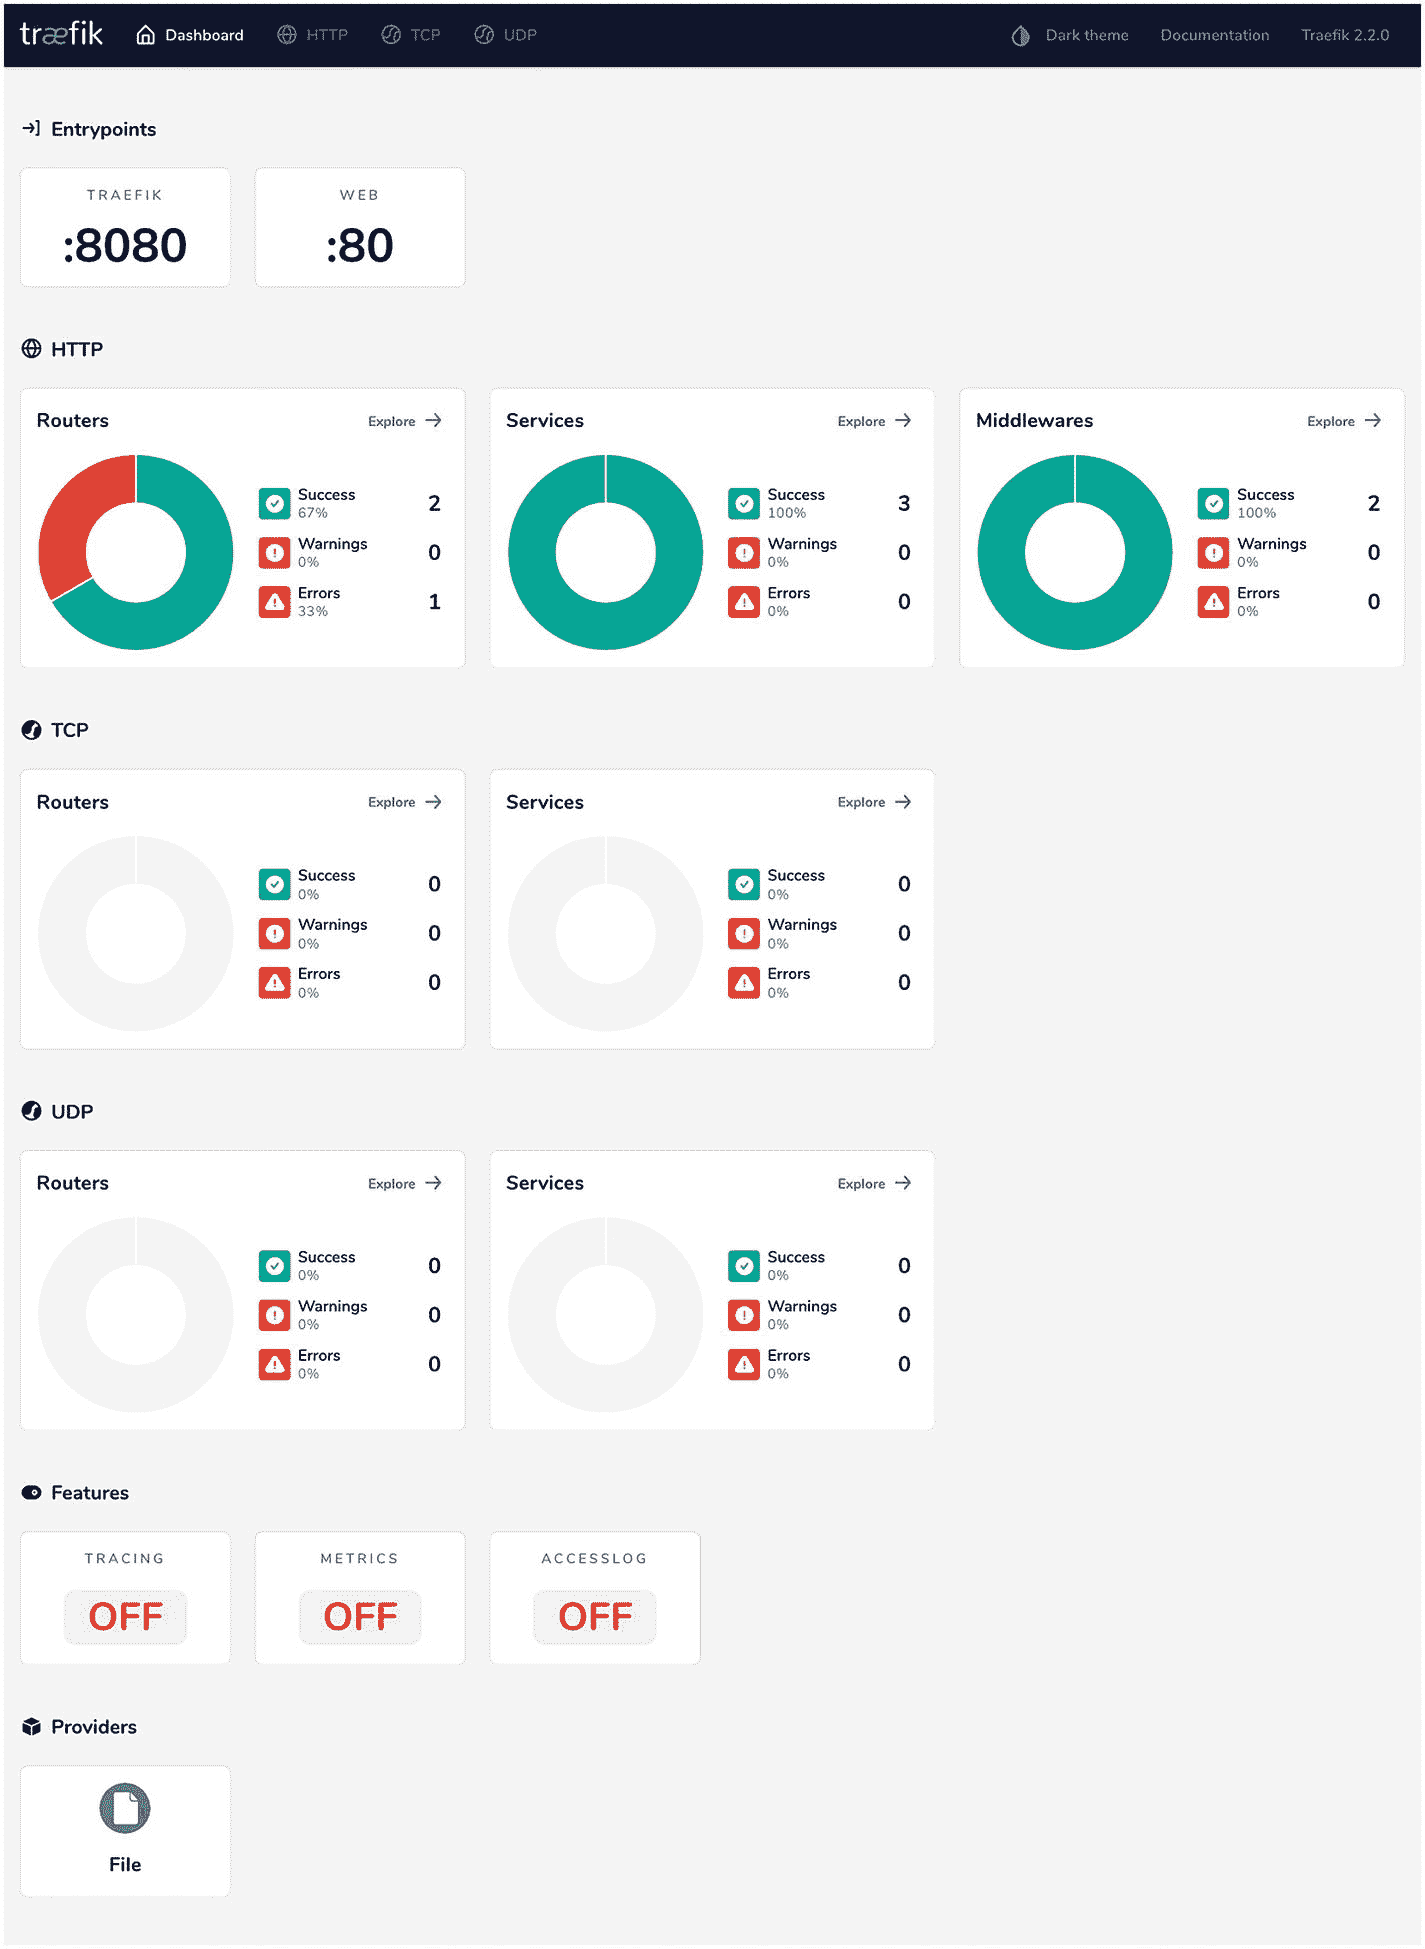 træfik Dashboard HTTP TCP UDP Dark theme Documentation Traefik 2.2.0
Entrypoints
TRAEFIK
:8080
WEB
:80
HTTP
Routers Explore
Success 2
67%
Warnings 0
0%
Errors 1
33%
Services Explore
Success 3
100%
Warnings 0
0%
Errors 0
0%
Middlewares Explore
Success 2
100%
Warnings 0
0%
Errors 0
0%
TCP
Routers Explore
Success 0
0%
Warnings 0
0%
Errors 0
0%
Services Explore
Success 0
0%
Warnings 0
0%
Errors 0
0%
UDP
Routers Explore
Success 0
0%
Warnings 0
0%
Errors 0
0%
Services Explore
Success 0
0%
Warnings 0
0%
Errors 0
0%
Features
TRACING
OFF
METRICS
OFF
ACCESSLOG
OFF
Providers
File